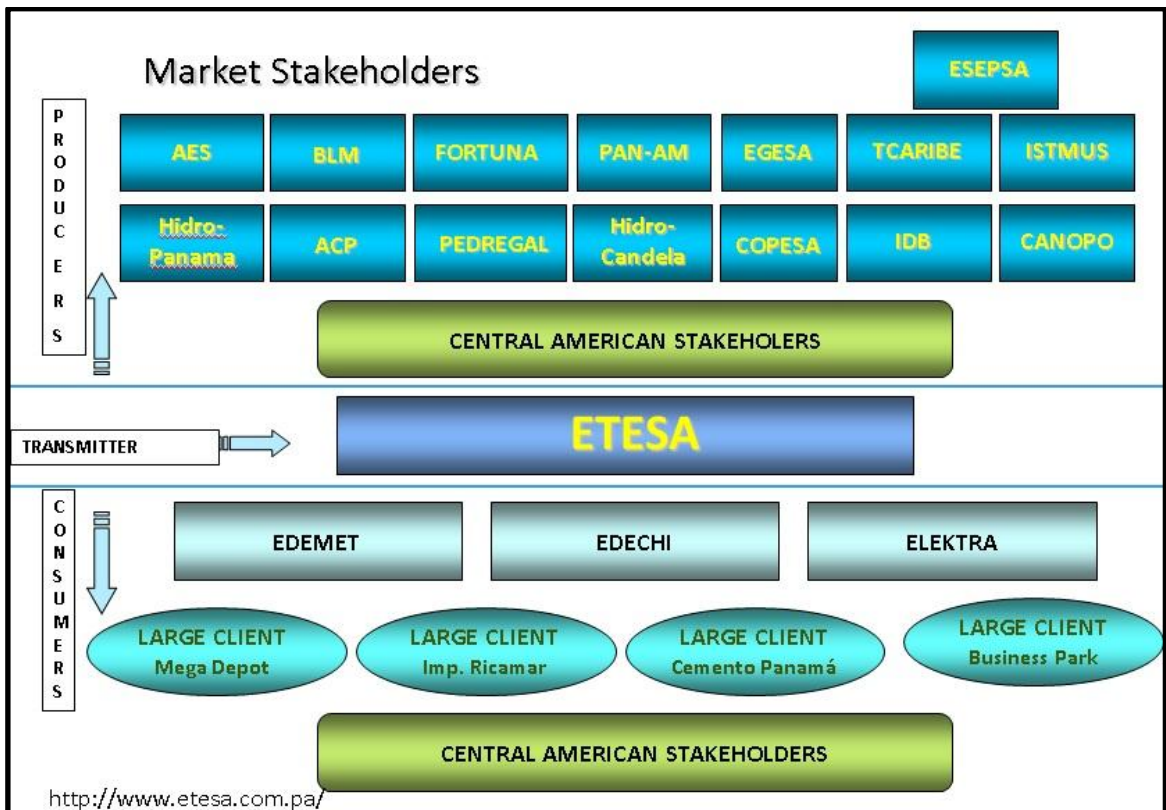 Market Stakeholders
ESEPSA
PRODUCERS
AES
BLM
FORTUNA
PAN-AM
EGESA
TCARIBE
ISTMUS
Hidro-
Panama
ACP
PEDREGAL
Hidro-
Candela
COPESA
IDB
CANOPO
CENTRAL AMERICAN STAKEHOLERS
TRANSMITTER
ETESA
CONSUMERS
EDEMET
EDECHI
ELEKTRA
LARGE CLIENT
Mega Depot
LARGE CLIENT
Imp. Ricamar
LARGE CLIENT
Cemento Panamá
LARGE CLIENT
Business Park
CENTRAL AMERICAN STAKEHOLDERS
http://www.etesa.com.pa/